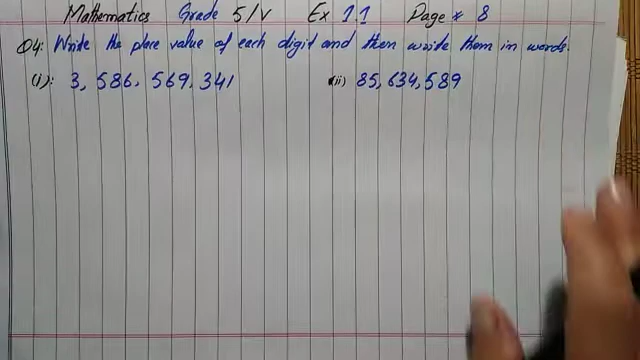 Mathematics Grade 5/V Ex 1.1 Page * 8
Q4: Write the place value of each digit and then write them in words.
(i): 3, 586, 569, 341 (ii) 85,634,589